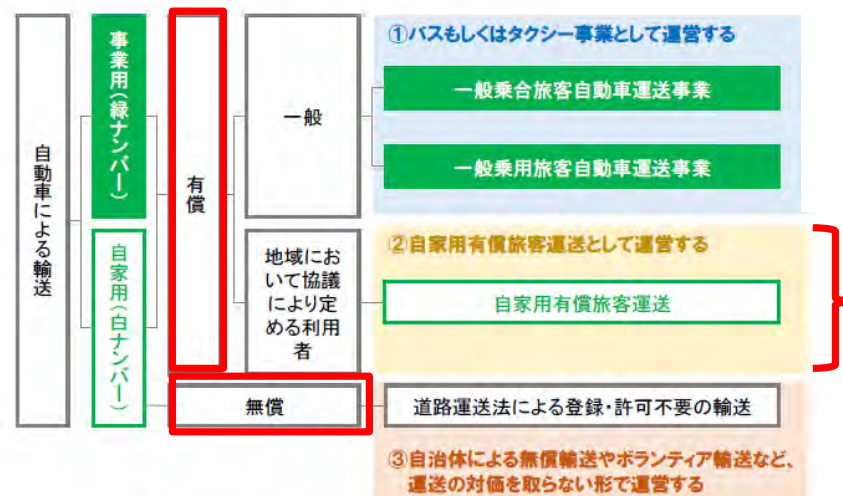 自動車による輸送
事業用(緑ナンバー)
自家用(白ナンバー)
有償
一般
①バスもしくはタクシー事業として運営する
一般乗合旅客自動車運送事業
一般乗用旅客自動車運送事業
地域にお
いて協議
により定
める利用
者
②自家用有償旅客運送として運営する
自家用有償旅客運送
無償
道路運送法による登録・許可不要の輸送
③自治体による無償輸送やボランティア輸送など、
運送の対価を取らない形で運営する